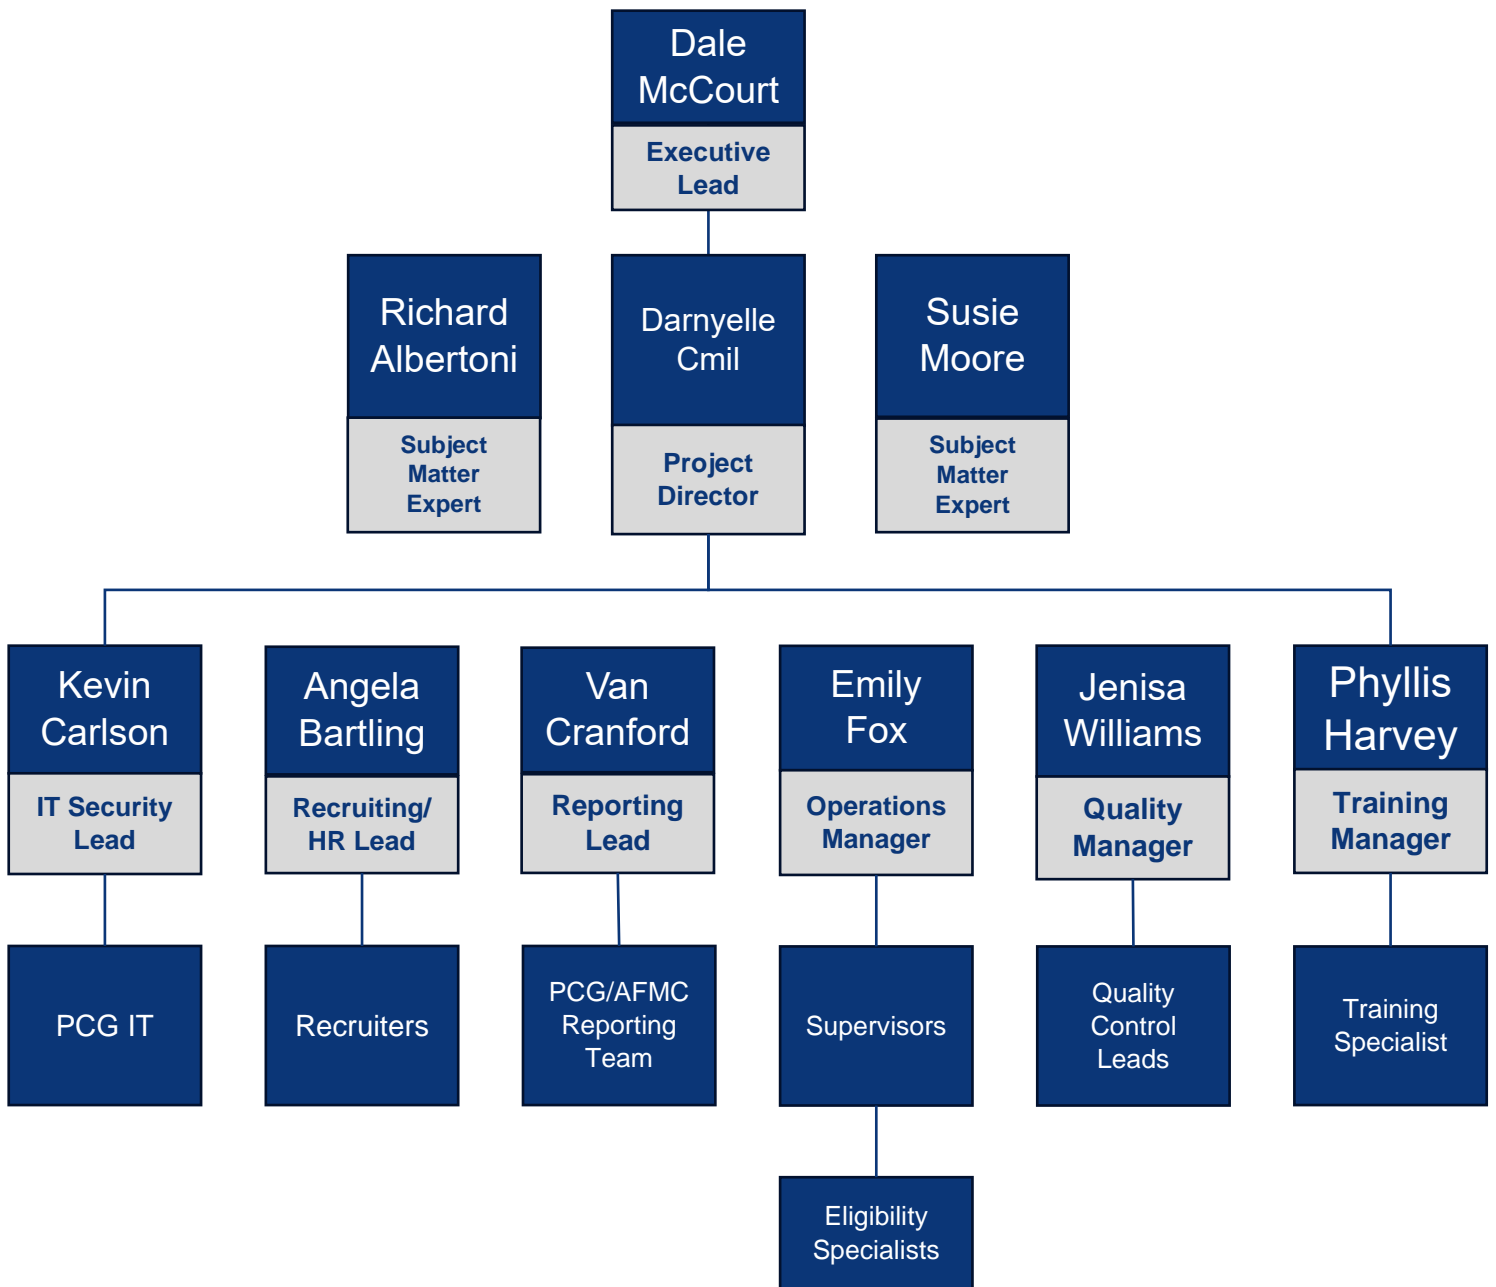 Dale
McCourt
Executive
Lead
Richard
Albertoni
Subject
Matter
Expert
Darnyelle
Cmil
Project
Director
Susie
Moore
Subject
Matter
Expert
Kevin
Carlson
IT Security
Lead
Angela
Bartling
Recruiting/
HR Lead
Van
Cranford
Reporting
Lead
Emily
Fox
Operations
Manager
Jenisa
Williams
Quality
Manager
Phyllis
Harvey
Training
Manager
PCG IT
Recruiters
PCG/AFMC
Reporting
Team
Supervisors
Quality
Control
Leads
Training
Specialist
Eligibility
Specialists